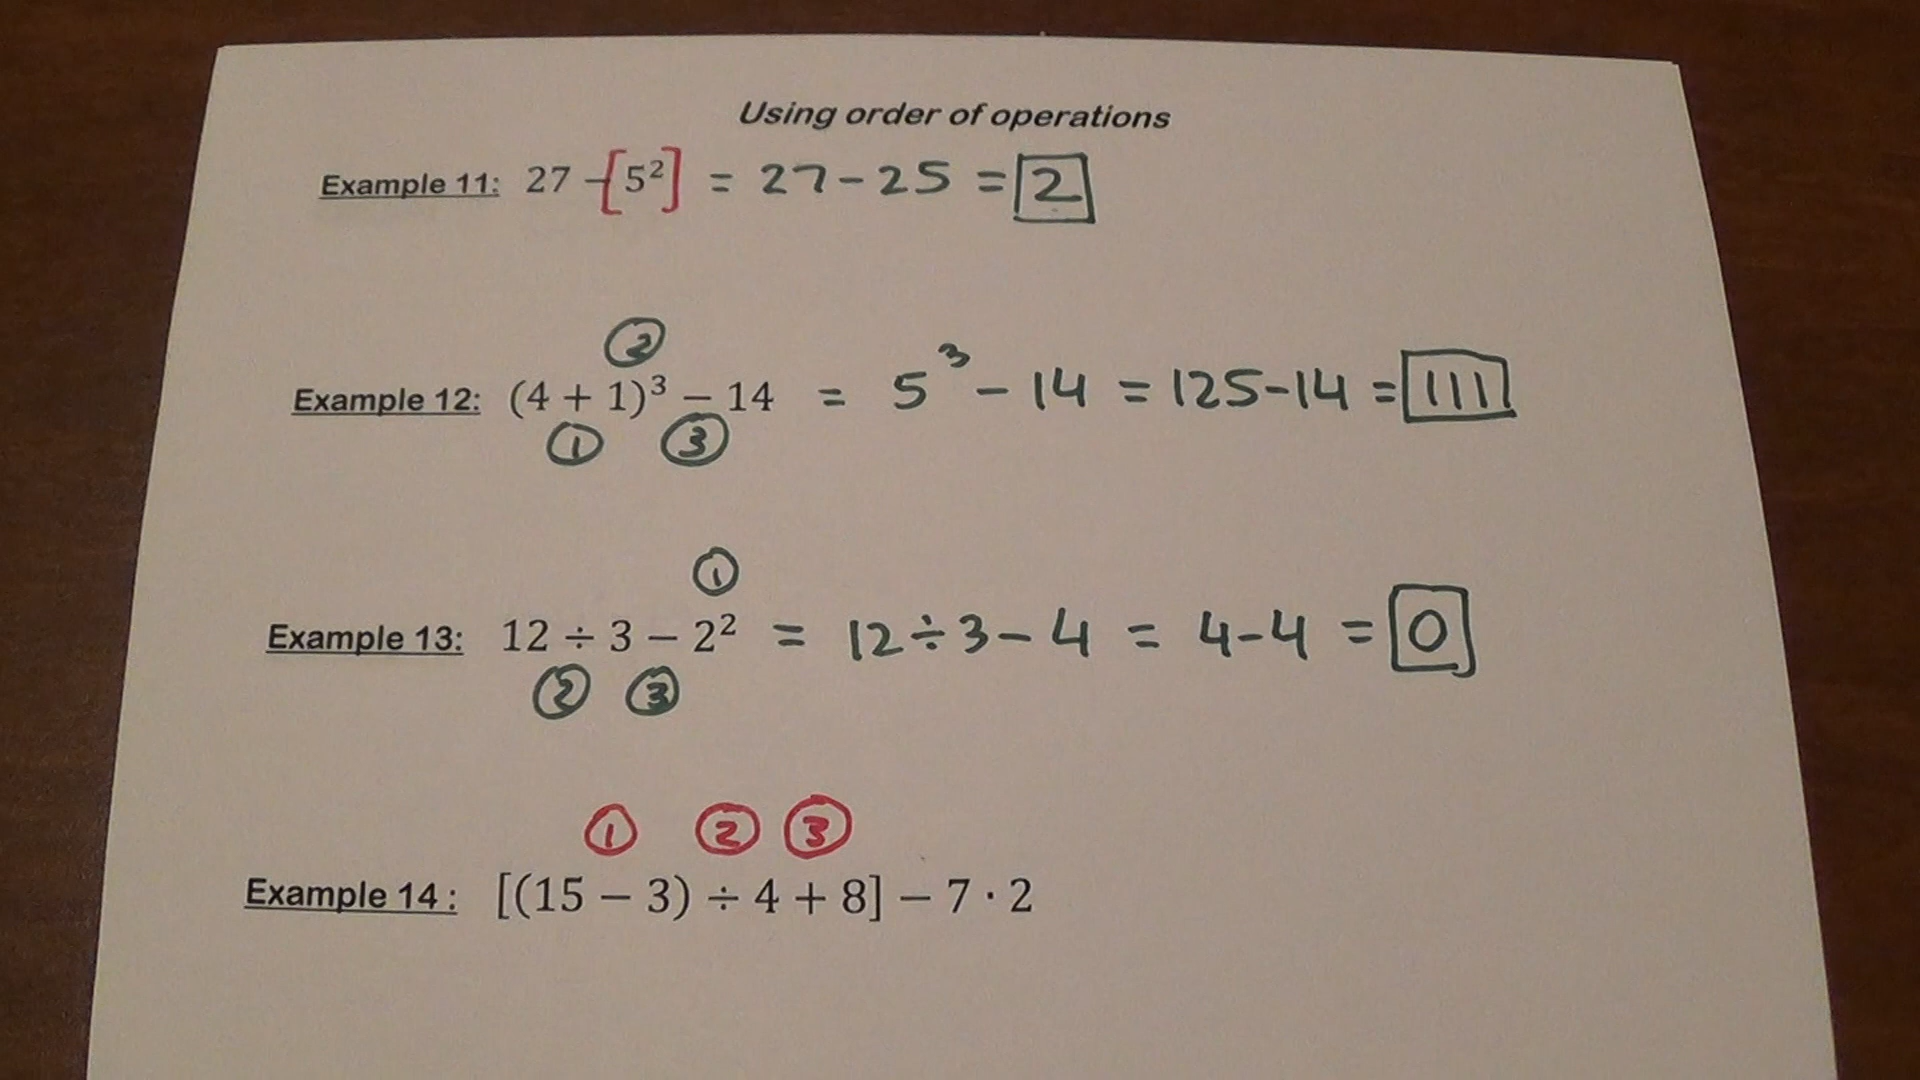 Using order of operations
Example 11: 27 - [5²] = 27 - 25 = 2
②
Example 12: (4 + 1)³ − 14 = 5³ - 14 = 125 - 14 = 111
① ③
①
Example 13: 12 ÷ 3 − 2² = 12 ÷ 3 - 4 = 4 - 4 = 0
② ③
① ② ③
Example 14 : [(15 − 3) ÷ 4 + 8] − 7 · 2